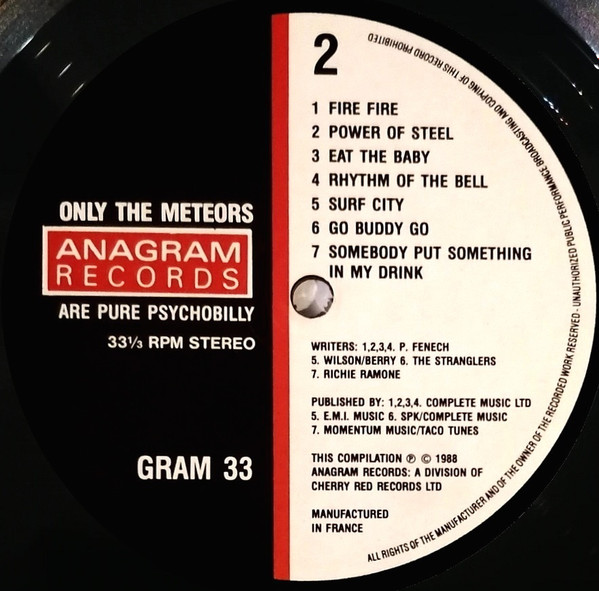 ONLY THE METEORS
ANAGRAM
RECORDS
ARE PURE PSYCHOBILLY
33⅓ RPM STEREO
GRAM 33
2
1 FIRE FIRE
2 POWER OF STEEL
3 EAT THE BABY
4 RHYTHM OF THE BELL
5 SURF CITY
6 GO BUDDY GO
7 SOMEBODY PUT SOMETHING
IN MY DRINK
WRITERS: 1,2,3,4. P. FENECH
5. WILSON/BERRY 6. THE STRANGLERS
7. RICHIE RAMONE
PUBLISHED BY: 1,2,3,4. COMPLETE MUSIC LTD
5. E.M.I. MUSIC 6. SPK/COMPLETE MUSIC
7. MOMENTUM MUSIC/TACO TUNES
THIS COMPILATION ℗ © 1988
ANAGRAM RECORDS: A DIVISION OF
CHERRY RED RECORDS LTD
MANUFACTURED
IN FRANCE
ALL RIGHTS OF THE MANUFACTURER AND OF THE OWNER OF THE RECORDED WORK RESERVED - UNAUTHORIZED PUBLIC PERFORMANCE BROADCASTING AND COPYING OF THIS RECORD PROHIBITED